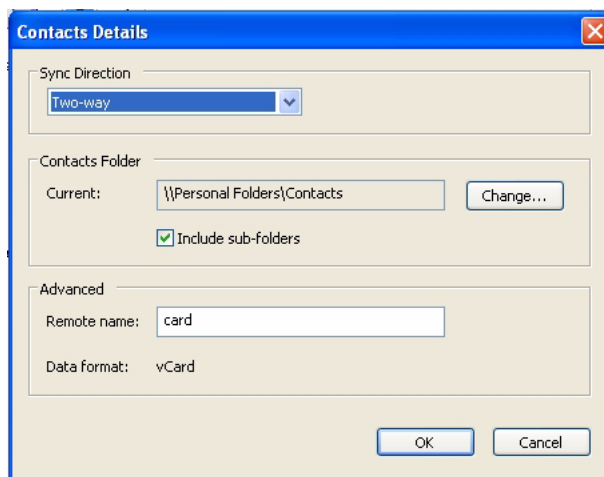 Contacts Details
Sync Direction
Two-way
Contacts Folder
Current: \\Personal Folders\Contacts Change...
Include sub-folders
Advanced
Remote name: card
Data format: vCard
OK Cancel